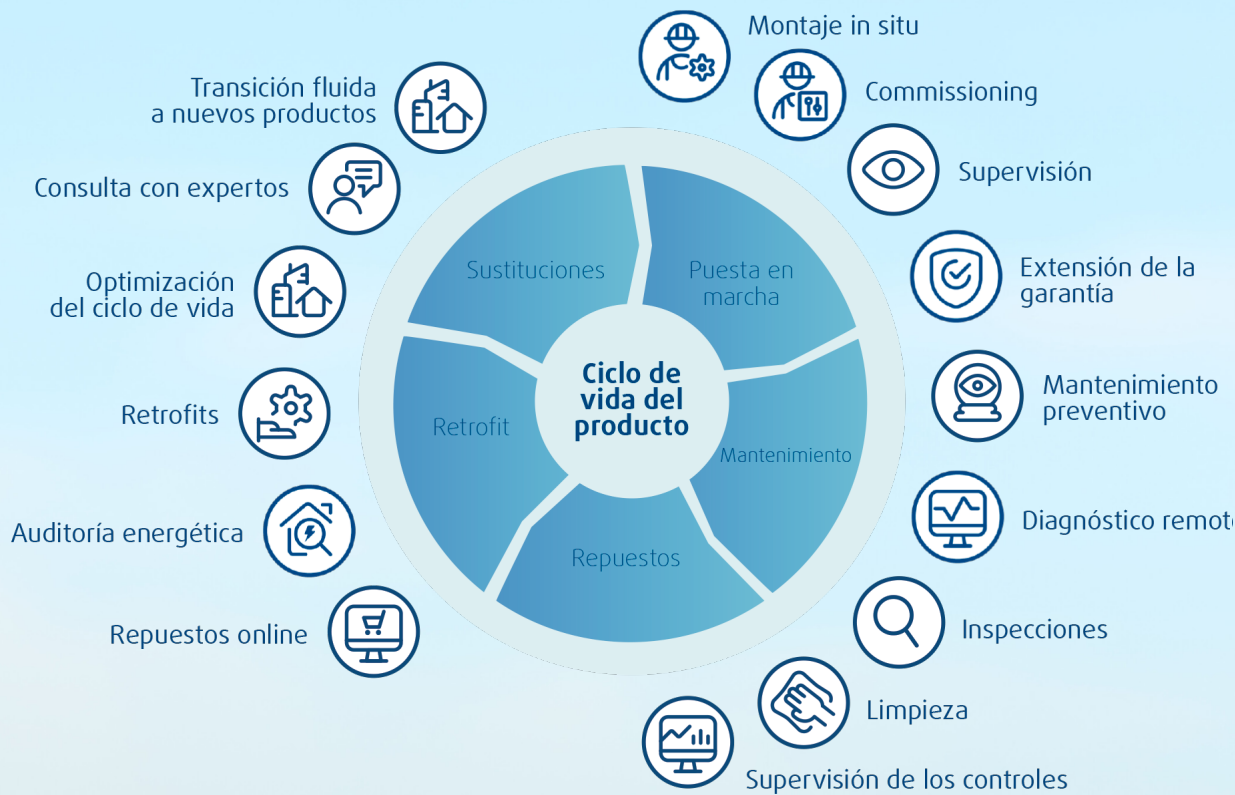 Montaje in situ
Commissioning
Supervisión
Extensión de la
garantía
Mantenimiento
preventivo
Diagnóstico remot
Inspecciones
Limpieza
Supervisión de los controles
Repuestos online
Auditoría energética
Retrofits
Optimización
del ciclo de vida
Consulta con expertos
Transición fluida
a nuevos productos
Sustituciones
Puesta en
marcha
Mantenimiento
Repuestos
Retrofit
Ciclo de
vida del
producto